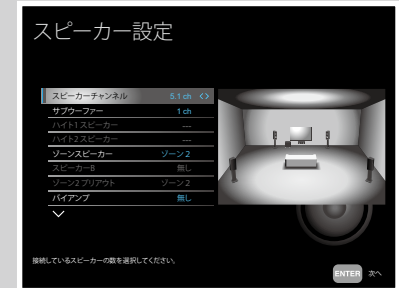 スピーカー設定
スピーカーチャンネル 5.1 ch
サブウーファー 1 ch
ハイト1 スピーカー ---
ハイト2 スピーカー ---
ゾーンスピーカー ゾーン 2
スピーカーB 無し
ゾーン2 プリアウト ゾーン 2
バイアンプ 無し
接続しているスピーカーの数を選択してください。
ENTER 次へ